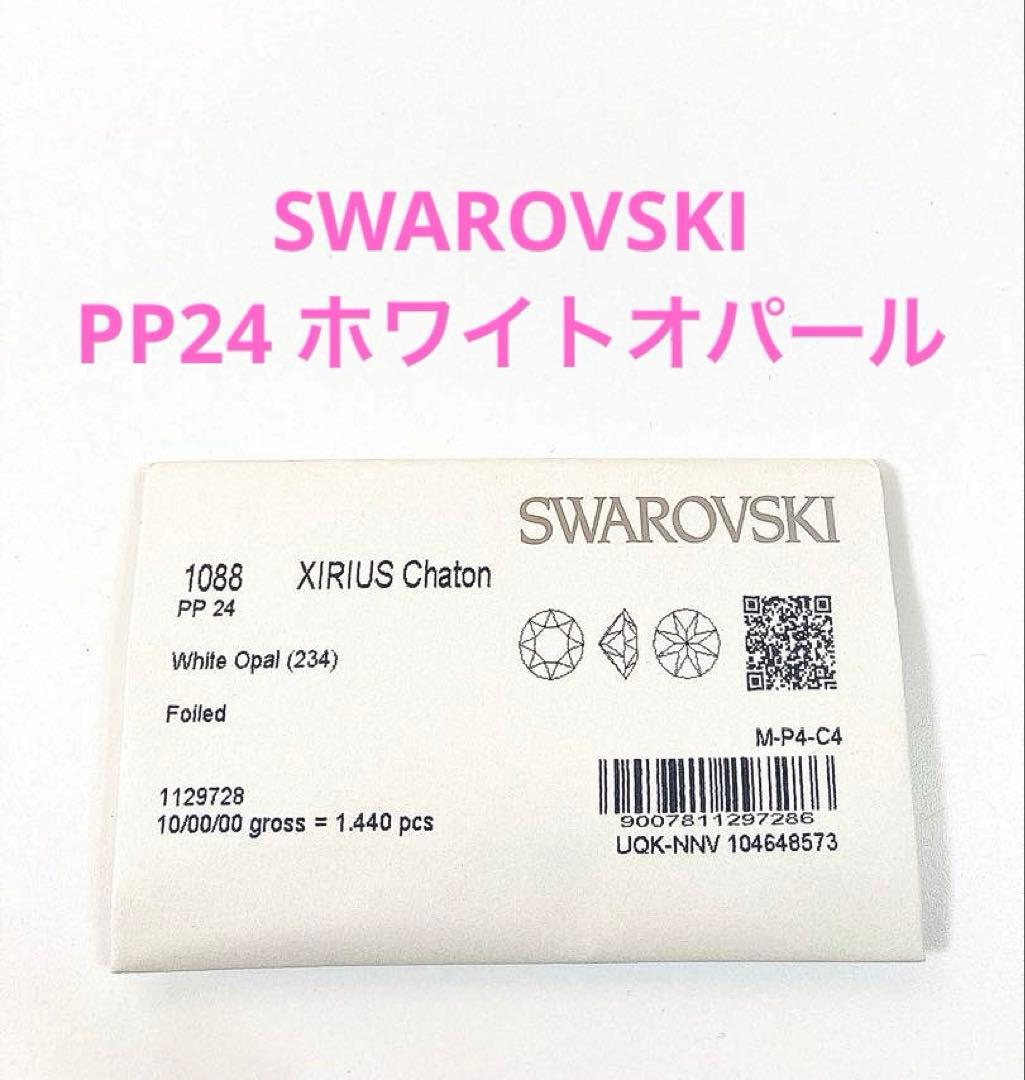 SWAROVSKI
PP24 ホワイトオパール
SWAROVSKI
1088 XIRIUS Chaton
PP 24
White Opal (234)
Foiled
M-P4-C4
1129728
10/00/00 gross = 1.440 pcs
9007811297286
UQK-NNV 104648573